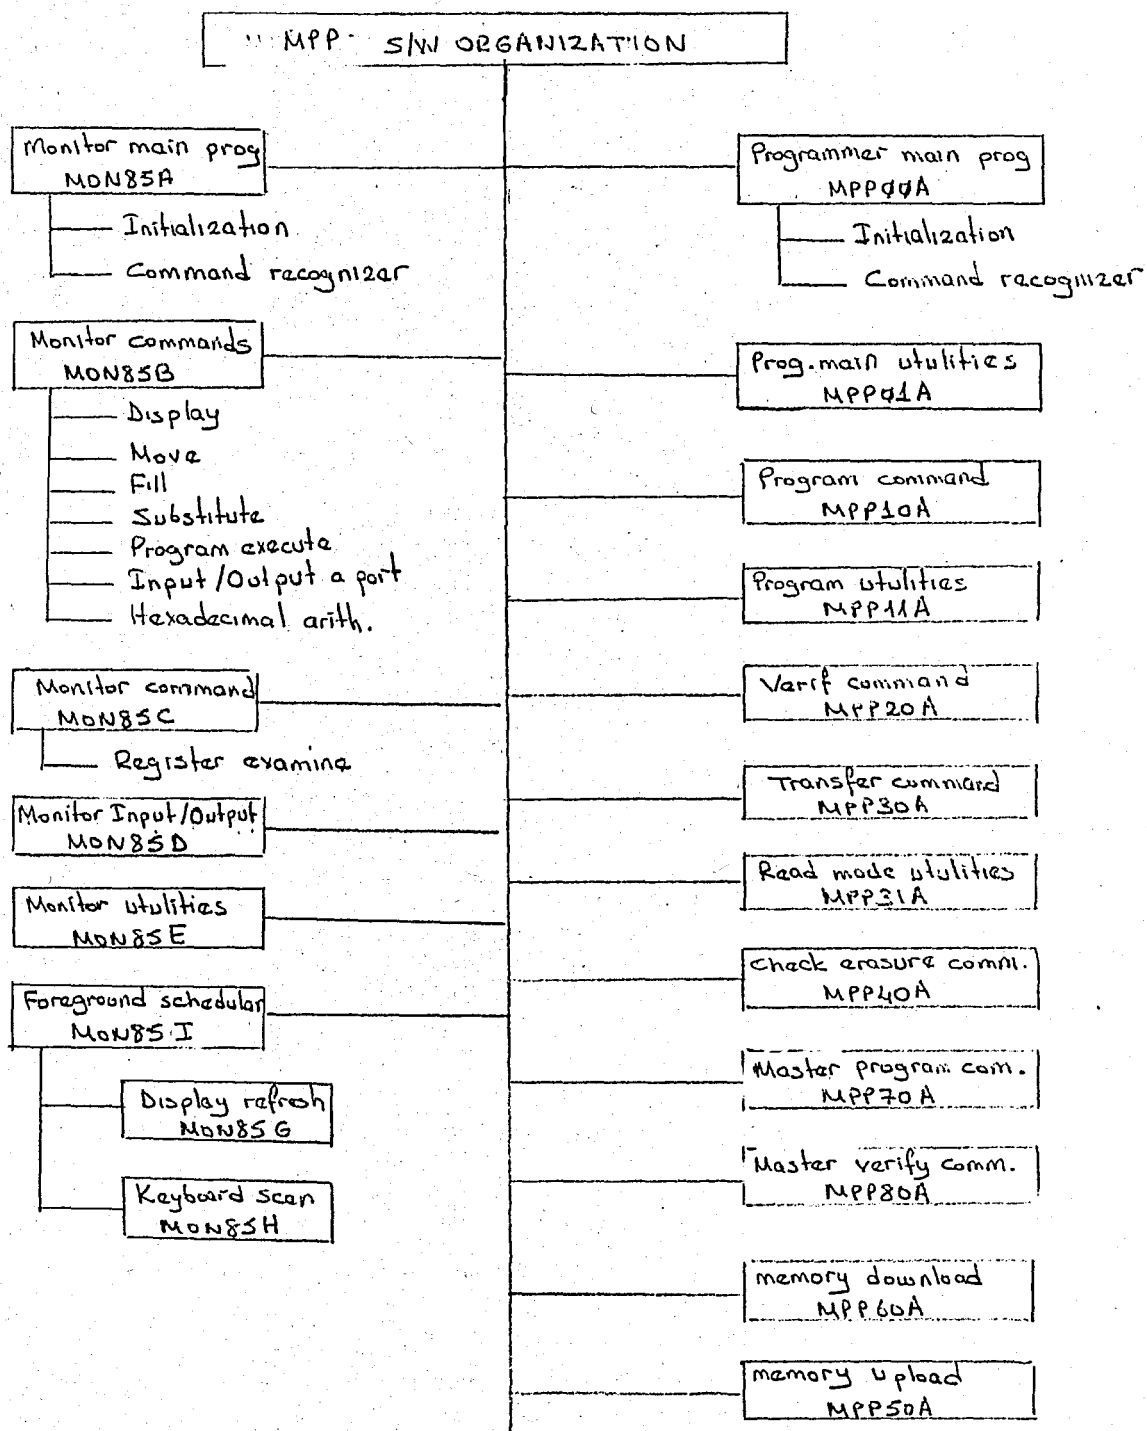 MPP S/W ORGANIZATION
Monitor main prog
MON85A
Initialization
Command recognizer
Monitor commands
MON85B
Display
Move
Fill
Substitute
Program execute
Input/Output a port
Hexadecimal arith.
Monitor command
MON85C
Register examine
Monitor Input/Output
MON85D
Monitor utulities
MON85E
Foreground schedular
MON85I
Display refresh
MON85G
Keyboard scan
MON85H
Programmer main prog
MPP00A
Initialization
Command recognizer
Prog.main utulities
MPP01A
Program command
MPP10A
Program utulities
MPP11A
Verif command
MPP20A
Transfer command
MPP30A
Read mode utulities
MPP31A
Check erasure comm.
MPP40A
Master program com.
MPP70A
Master verify comm.
MPP80A
memory download
MPP60A
memory upload
MPP50A